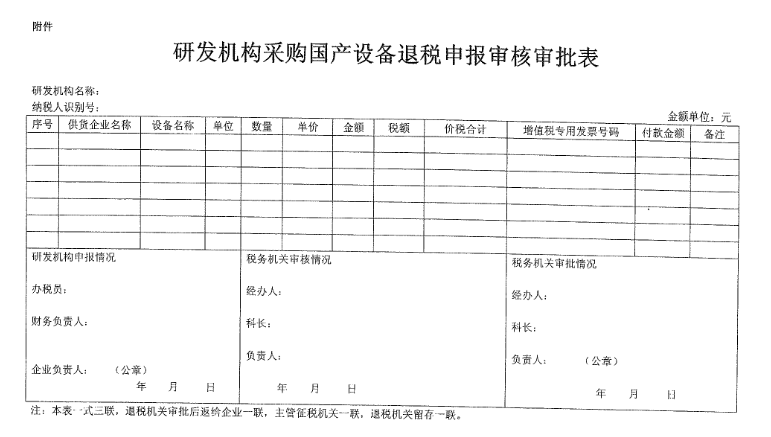 附件
研发机构采购国产设备退税申报审核审批表
研发机构名称：
纳税人识别号：
金额单位：元
序号 供货企业名称 设备名称 单位 数量 单价 金额 税额 价税合计 增值税专用发票号码 付款金额 备注
研发机构申报情况
办税员：
财务负责人：
企业负责人： （公章）
年 月 日
税务机关审核情况
经办人：
科长：
负责人：
年 月 日
税务机关审批情况
经办人：
科长：
负责人： （公章）
年 月 日
注：本表一式三联，退税机关审批后返给企业一联，主管征税机关一联，退税机关留存一联。